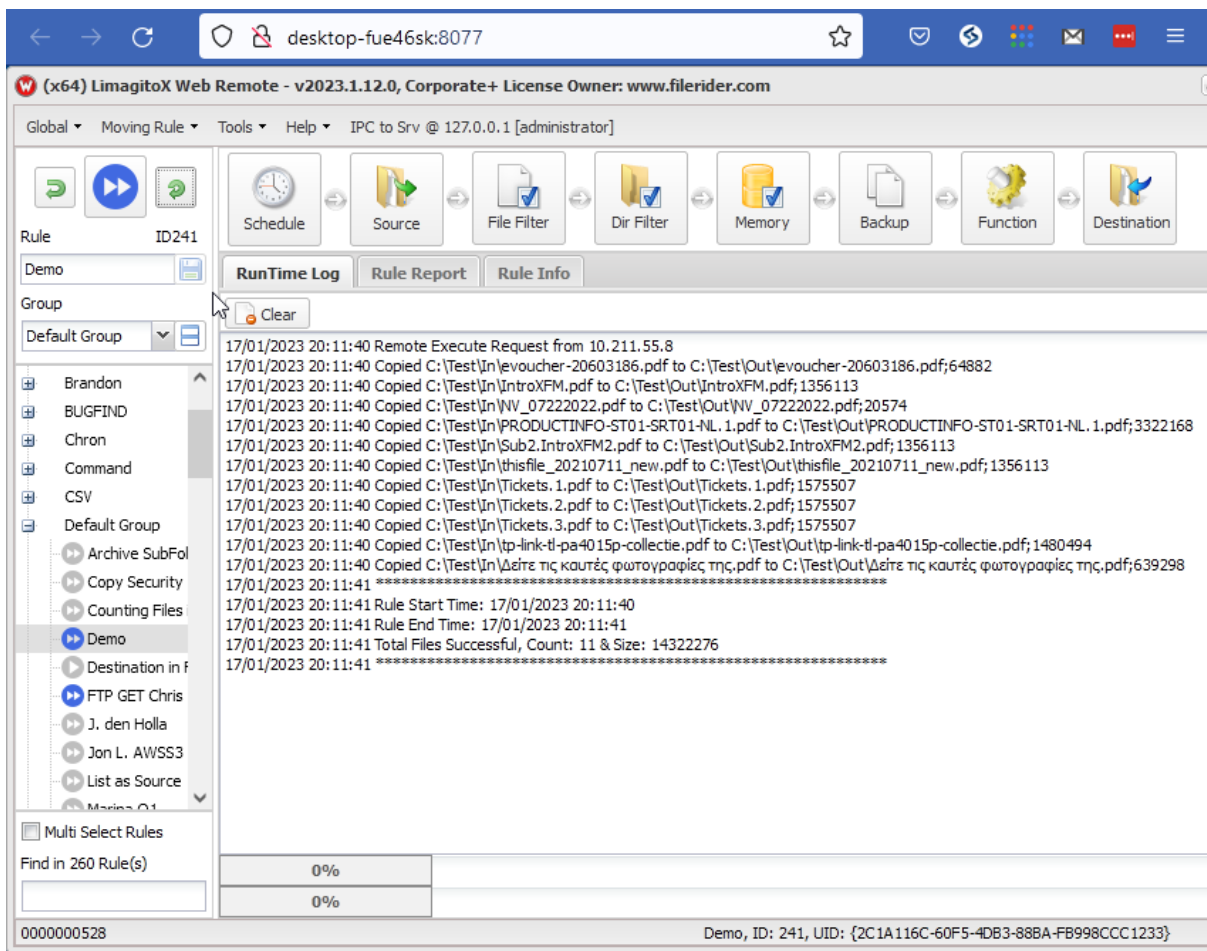 desktop-fue46sk:8077
(x64) LimagitoX Web Remote - v2023.1.12.0, Corporate+ License Owner: www.filerider.com
Global Moving Rule Tools Help IPC to Srv @ 127.0.0.1 [administrator]
Schedule Source File Filter Dir Filter Memory Backup Function Destination
Rule ID241
Demo
Group
Default Group
RunTime Log Rule Report Rule Info
Clear
17/01/2023 20:11:40 Remote Execute Request from 10.211.55.8
17/01/2023 20:11:40 Copied C:\Test\In\evoucher-20603186.pdf to C:\Test\Out\evoucher-20603186.pdf;64882
17/01/2023 20:11:40 Copied C:\Test\In\IntroXFM.pdf to C:\Test\Out\IntroXFM.pdf;1356113
17/01/2023 20:11:40 Copied C:\Test\In\NV_07222022.pdf to C:\Test\Out\NV_07222022.pdf;20574
17/01/2023 20:11:40 Copied C:\Test\In\PRODUCTINFO-ST01-SRT01-NL.1.pdf to C:\Test\Out\PRODUCTINFO-ST01-SRT01-NL.1.pdf;3322168
17/01/2023 20:11:40 Copied C:\Test\In\Sub2.IntroXFM2.pdf to C:\Test\Out\Sub2.IntroXFM2.pdf;1356113
17/01/2023 20:11:40 Copied C:\Test\In\thisfile_20210711_new.pdf to C:\Test\Out\thisfile_20210711_new.pdf;1356113
17/01/2023 20:11:40 Copied C:\Test\In\Tickets.1.pdf to C:\Test\Out\Tickets.1.pdf;1575507
17/01/2023 20:11:40 Copied C:\Test\In\Tickets.2.pdf to C:\Test\Out\Tickets.2.pdf;1575507
17/01/2023 20:11:40 Copied C:\Test\In\Tickets.3.pdf to C:\Test\Out\Tickets.3.pdf;1575507
17/01/2023 20:11:40 Copied C:\Test\In\tp-link-tl-pa4015p-collectie.pdf to C:\Test\Out\tp-link-tl-pa4015p-collectie.pdf;1480494
17/01/2023 20:11:40 Copied C:\Test\In\Δείτε τις καυτές φωτογραφίες της.pdf to C:\Test\Out\Δείτε τις καυτές φωτογραφίες της.pdf;639298
17/01/2023 20:11:41 ****************************************************************
17/01/2023 20:11:41 Rule Start Time: 17/01/2023 20:11:40
17/01/2023 20:11:41 Rule End Time: 17/01/2023 20:11:41
17/01/2023 20:11:41 Total Files Successful, Count: 11 & Size: 14322276
17/01/2023 20:11:41 ****************************************************************
Brandon
BUGFIND
Chron
Command
CSV
Default Group
Archive SubFol
Copy Security
Counting Files
Demo
Destination in F
FTP GET Chris
J. den Holla
Jon L. AWSS3
List as Source
Multi Select Rules
Find in 260 Rule(s)
0%
0%
0000000528
Demo, ID: 241, UID: {2C1A116C-60F5-4DB3-88BA-FB998CCC1233}